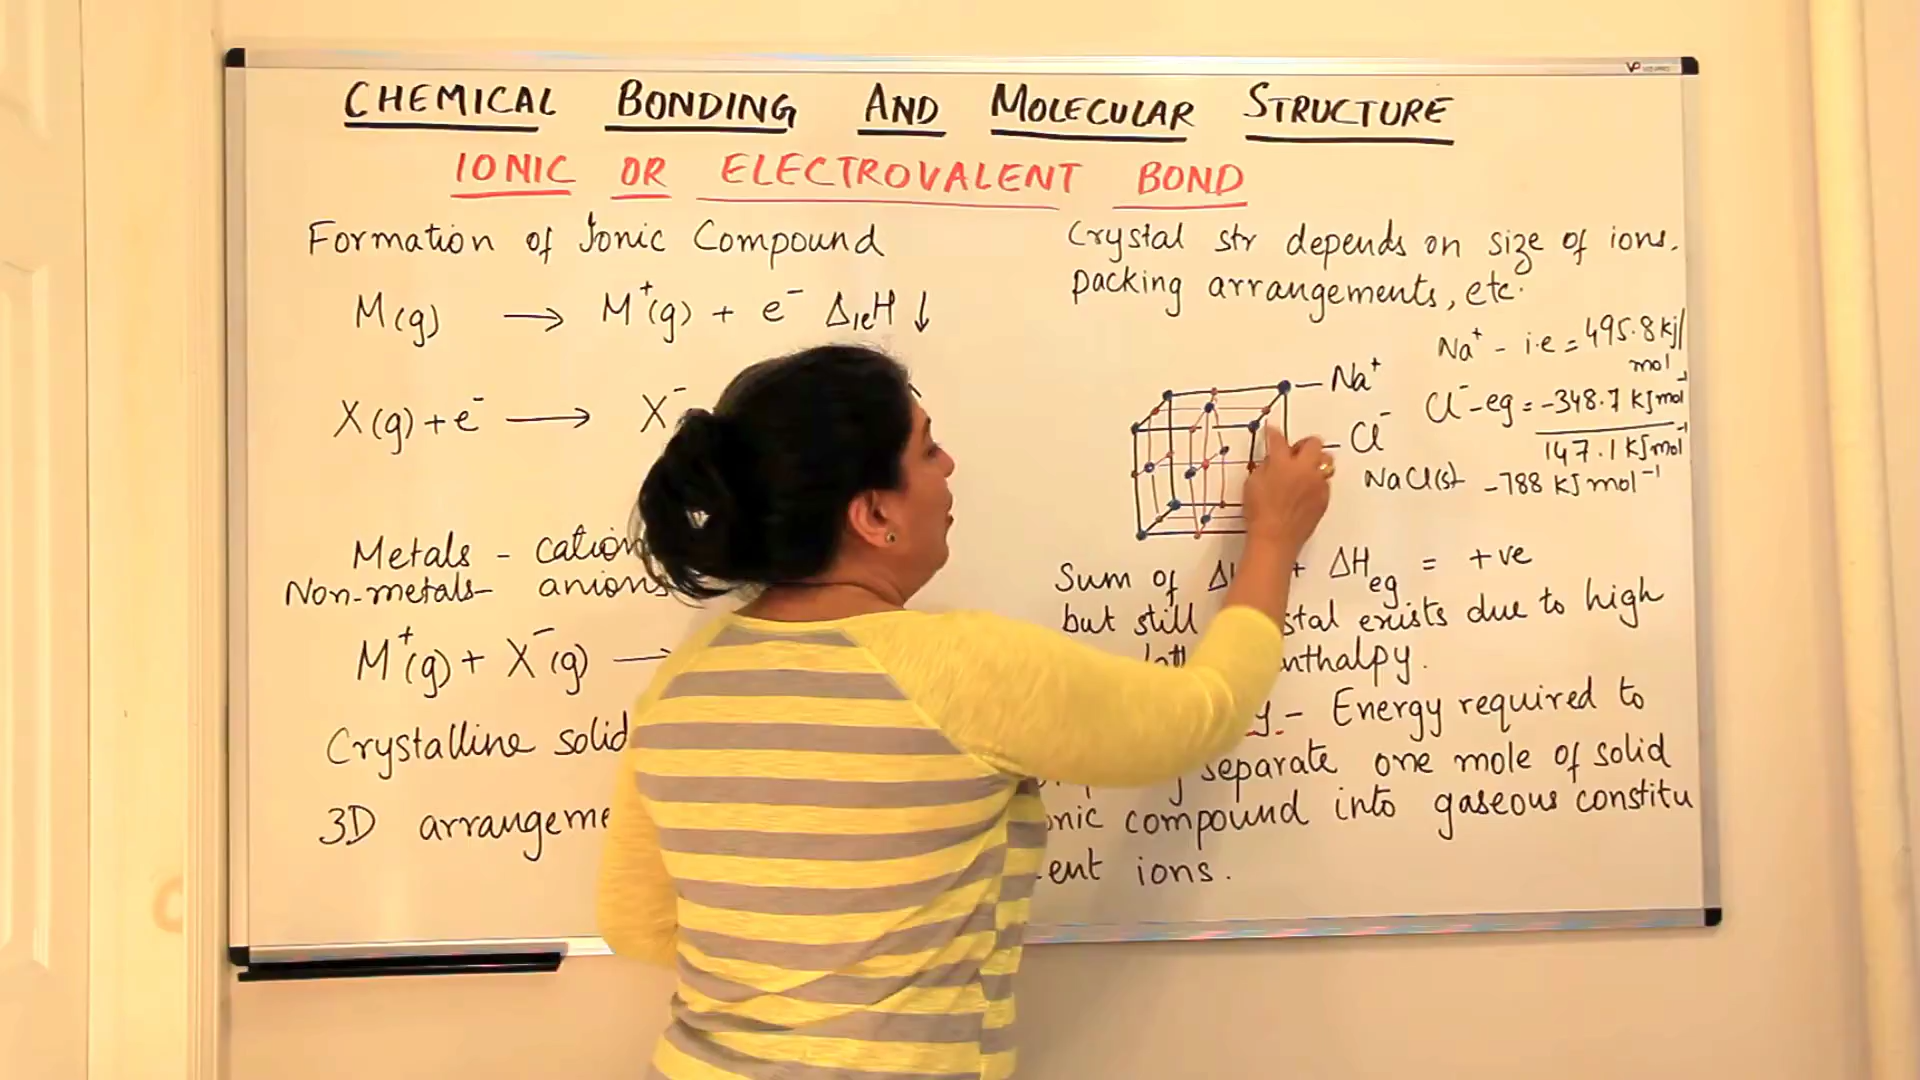 CHEMICAL BONDING AND MOLECULAR STRUCTURE
IONIC OR ELECTROVALENT BOND
Formation of Ionic Compound
M(g) → M⁺(g) + e⁻ ΔieH ↓
X(g) + e⁻ → X⁻
Metals - cation
Non-metals - anions
M⁺(g) + X⁻(g) →
Crystalline solid
3D arrangeme
Crystal str depends on size of ions,
packing arrangements, etc.
Na⁺ - i.e = 495.8 kj/mol
Na⁺
Cl⁻ - eg = -348.7 KJ mol⁻¹
Cl⁻
147.1 KJ mol⁻¹
NaCl(s) -788 KJ mol⁻¹
Sum of Δ + ΔHeg = +ve
but still exists due to high
nthalpy.
y - Energy required to
separate one mole of solid
onic compound into gaseous constitu
-ent ions.